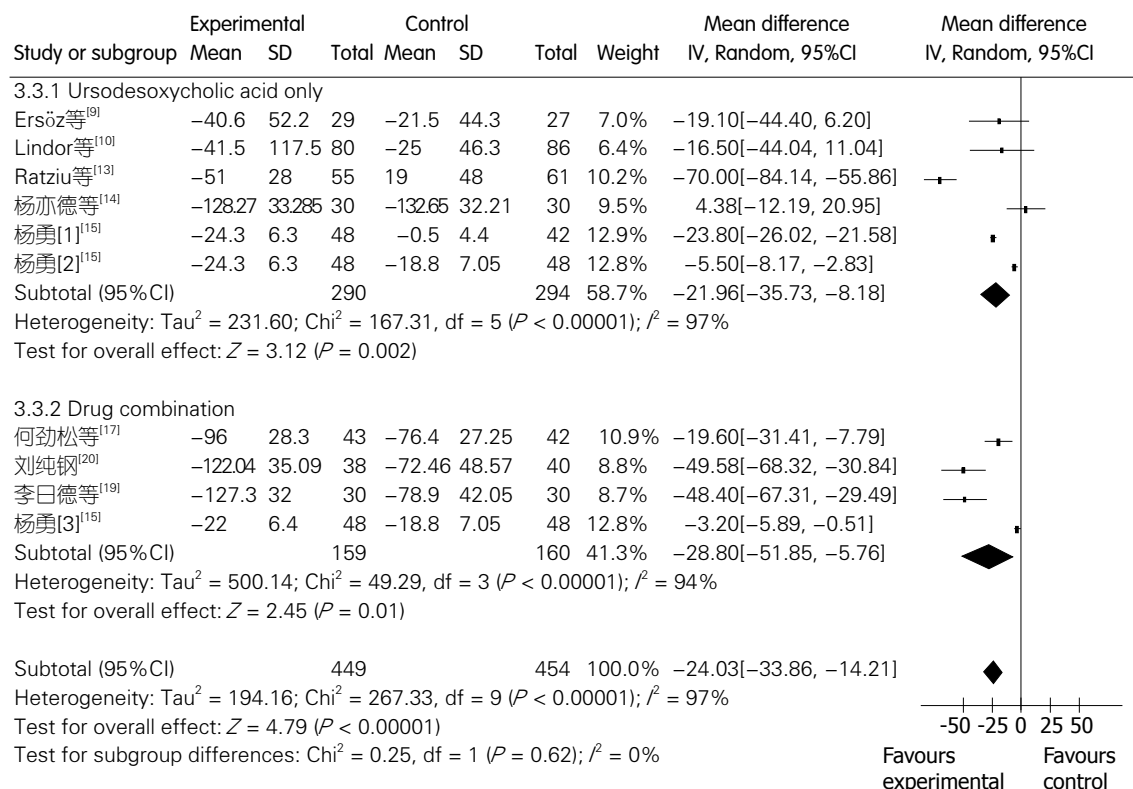 Experimental Control Mean difference Mean difference
Study or subgroup Mean SD Total Mean SD Total Weight IV, Random, 95%CI IV, Random, 95%CI
3.3.1 Ursodesoxycholic acid only
Ersöz等[9] −40.6 52.2 29 −21.5 44.3 27 7.0% −19.10[−44.40, 6.20]
Lindor等[10] −41.5 117.5 80 −25 46.3 86 6.4% −16.50[−44.04, 11.04]
Ratziu等[13] −51 28 55 19 48 61 10.2% −70.00[−84.14, −55.86]
杨亦德等[14] −128.27 33.285 30 −132.65 32.21 30 9.5% 4.38[−12.19, 20.95]
杨勇[1][15] −24.3 6.3 48 −0.5 4.4 42 12.9% −23.80[−26.02, −21.58]
杨勇[2][15] −24.3 6.3 48 −18.8 7.05 48 12.8% −5.50[−8.17, −2.83]
Subtotal (95%CI) 290 294 58.7% −21.96[−35.73, −8.18]
Heterogeneity: Tau² = 231.60; Chi² = 167.31, df = 5 (P < 0.00001); I² = 97%
Test for overall effect: Z = 3.12 (P = 0.002)
3.3.2 Drug combination
何劲松等[17] −96 28.3 43 −76.4 27.25 42 10.9% −19.60[−31.41, −7.79]
刘纯钢[20] −122.04 35.09 38 −72.46 48.57 40 8.8% −49.58[−68.32, −30.84]
李日德等[19] −127.3 32 30 −78.9 42.05 30 8.7% −48.40[−67.31, −29.49]
杨勇[3][15] −22 6.4 48 −18.8 7.05 48 12.8% −3.20[−5.89, −0.51]
Subtotal (95%CI) 159 160 41.3% −28.80[−51.85, −5.76]
Heterogeneity: Tau² = 500.14; Chi² = 49.29, df = 3 (P < 0.00001); I² = 94%
Test for overall effect: Z = 2.45 (P = 0.01)
Subtotal (95%CI) 449 454 100.0% −24.03[−33.86, −14.21]
Heterogeneity: Tau² = 194.16; Chi² = 267.33, df = 9 (P < 0.00001); I² = 97%
Test for overall effect: Z = 4.79 (P < 0.00001)
Test for subgroup differences: Chi² = 0.25, df = 1 (P = 0.62); I² = 0%
-50 -25 0 25 50
Favours Favours
experimental control